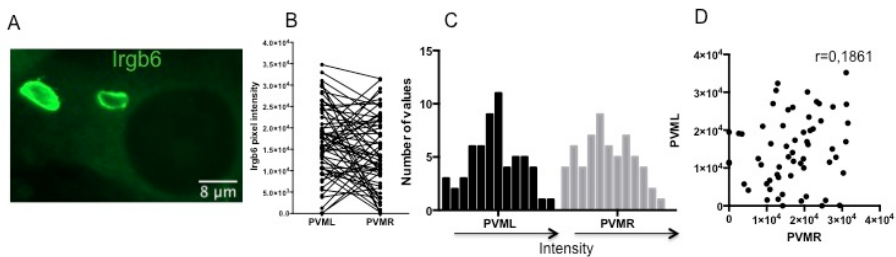 A
Irgb6
8 µm
B
Irgb6 pixel intensity
4.0×10⁴
3.5×10⁴
3.0×10⁴
2.5×10⁴
2.0×10⁴
1.5×10⁴
1.0×10⁴
5.0×10³
0
PVML
PVMR
C
Number of values
15
10
5
0
PVML
PVMR
Intensity
D
r=0,1861
PVML
4×10⁴
3×10⁴
2×10⁴
1×10⁴
0
0
1×10⁴
2×10⁴
3×10⁴
4×10⁴
PVMR